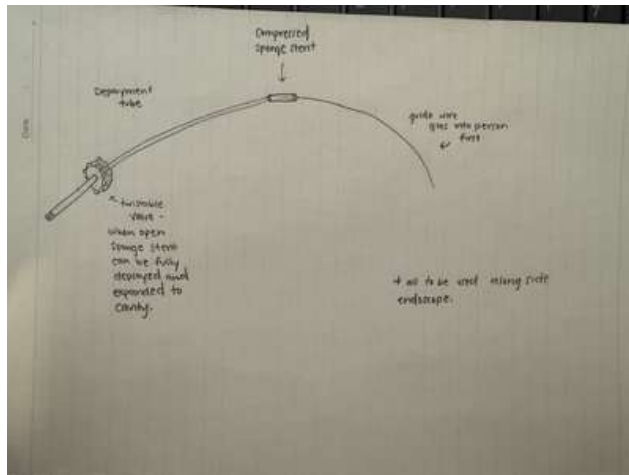 Compressed
sponge stent
Deployment
tube
guide wire
goes into person
first
twistable
valve -
when open
sponge stent
can be fully
deployed and
expanded to
cavity.
+ all to be used along side
endoscope.